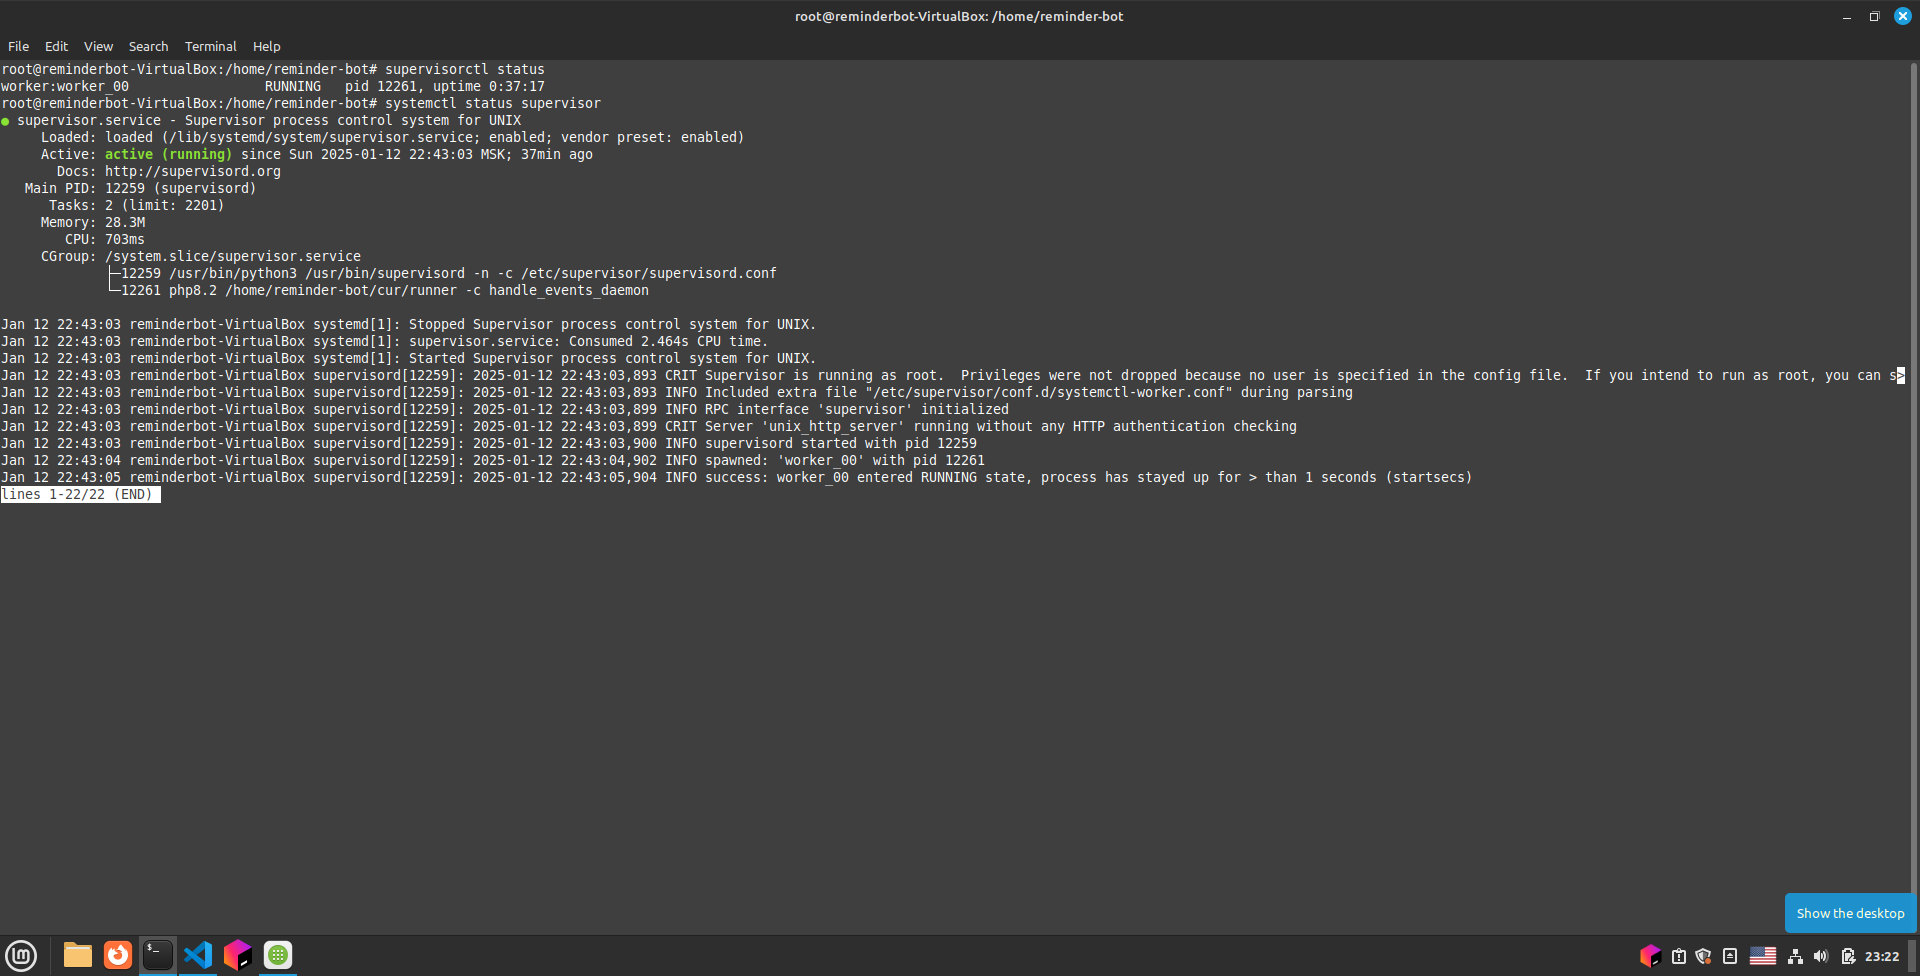 root@reminderbot-VirtualBox: /home/reminder-bot
File Edit View Search Terminal Help
root@reminderbot-VirtualBox:/home/reminder-bot# supervisorctl status
worker:worker_00                 RUNNING   pid 12261, uptime 0:37:17
root@reminderbot-VirtualBox:/home/reminder-bot# systemctl status supervisor
● supervisor.service - Supervisor process control system for UNIX
     Loaded: loaded (/lib/systemd/system/supervisor.service; enabled; vendor preset: enabled)
     Active: active (running) since Sun 2025-01-12 22:43:03 MSK; 37min ago
       Docs: http://supervisord.org
   Main PID: 12259 (supervisord)
      Tasks: 2 (limit: 2201)
     Memory: 28.3M
        CPU: 703ms
     CGroup: /system.slice/supervisor.service
             ├─12259 /usr/bin/python3 /usr/bin/supervisord -n -c /etc/supervisor/supervisord.conf
             └─12261 php8.2 /home/reminder-bot/cur/runner -c handle_events_daemon
Jan 12 22:43:03 reminderbot-VirtualBox systemd[1]: Stopped Supervisor process control system for UNIX.
Jan 12 22:43:03 reminderbot-VirtualBox systemd[1]: supervisor.service: Consumed 2.464s CPU time.
Jan 12 22:43:03 reminderbot-VirtualBox systemd[1]: Started Supervisor process control system for UNIX.
Jan 12 22:43:03 reminderbot-VirtualBox supervisord[12259]: 2025-01-12 22:43:03,893 CRIT Supervisor is running as root.  Privileges were not dropped because no user is specified in the config file.  If you intend to run as root, you can s>
Jan 12 22:43:03 reminderbot-VirtualBox supervisord[12259]: 2025-01-12 22:43:03,893 INFO Included extra file "/etc/supervisor/conf.d/systemctl-worker.conf" during parsing
Jan 12 22:43:03 reminderbot-VirtualBox supervisord[12259]: 2025-01-12 22:43:03,899 INFO RPC interface 'supervisor' initialized
Jan 12 22:43:03 reminderbot-VirtualBox supervisord[12259]: 2025-01-12 22:43:03,899 CRIT Server 'unix_http_server' running without any HTTP authentication checking
Jan 12 22:43:03 reminderbot-VirtualBox supervisord[12259]: 2025-01-12 22:43:03,900 INFO supervisord started with pid 12259
Jan 12 22:43:04 reminderbot-VirtualBox supervisord[12259]: 2025-01-12 22:43:04,902 INFO spawned: 'worker_00' with pid 12261
Jan 12 22:43:05 reminderbot-VirtualBox supervisord[12259]: 2025-01-12 22:43:05,904 INFO success: worker_00 entered RUNNING state, process has stayed up for > than 1 seconds (startsecs)
lines 1-22/22 (END)
Show the desktop
23:22